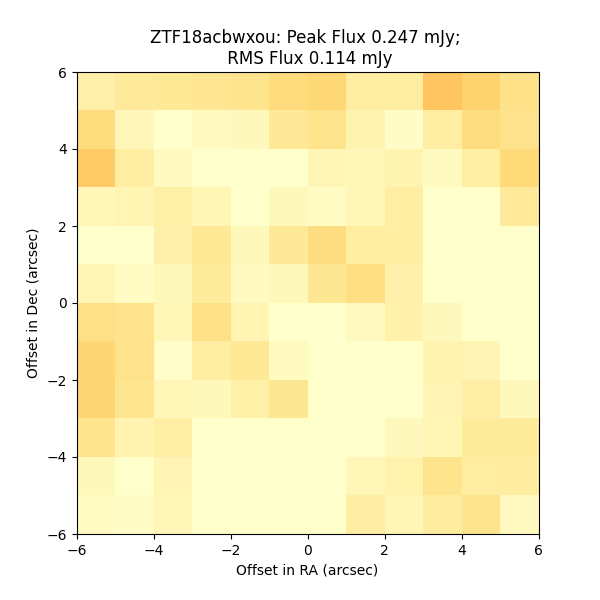 ZTF18acbwxou: Peak Flux 0.247 mJy;
RMS Flux 0.114 mJy
6
4
2
0
−2
−4
−6
Offset in Dec (arcsec)
−6 −4 −2 0 2 4 6
Offset in RA (arcsec)